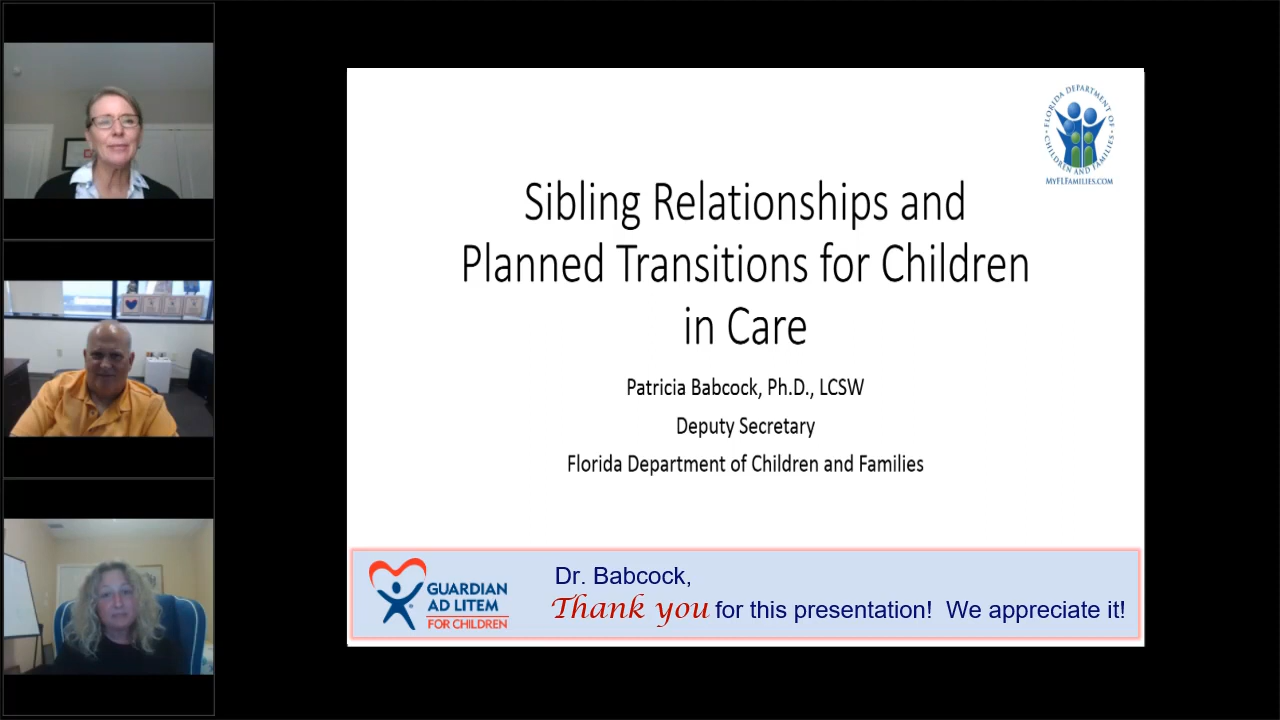 FLORIDA DEPARTMENT OF CHILDREN AND FAMILIES
MYFLFAMILIES.COM
Sibling Relationships and
Planned Transitions for Children
in Care
Patricia Babcock, Ph.D., LCSW
Deputy Secretary
Florida Department of Children and Families
GUARDIAN
AD LITEM
FOR CHILDREN
Dr. Babcock,
Thank you for this presentation! We appreciate it!